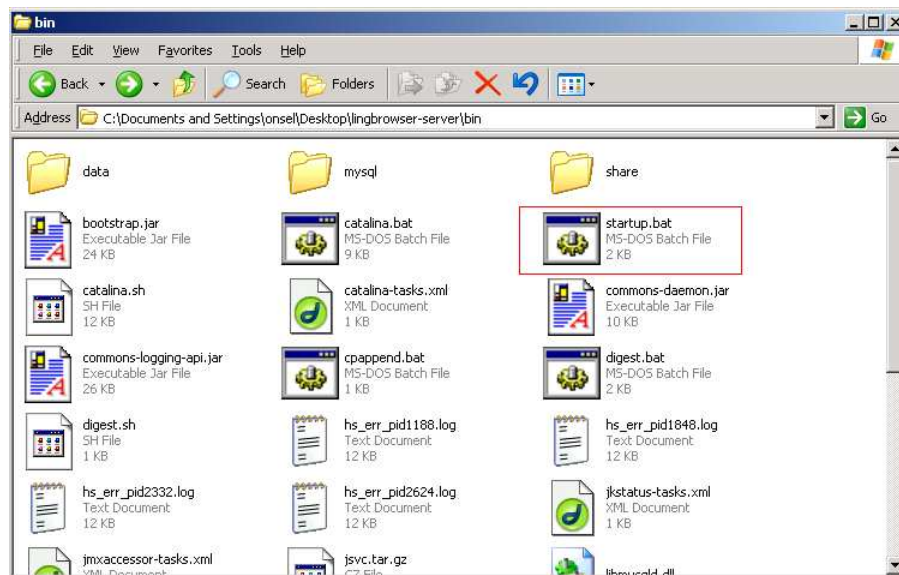 bin
File Edit View Favorites Tools Help
Back Search Folders
Address C:\Documents and Settings\onsel\Desktop\lingbrowser-server\bin Go
data
mysql
share
bootstrap.jar
Executable Jar File
24 KB
catalina.bat
MS-DOS Batch File
9 KB
startup.bat
MS-DOS Batch File
2 KB
catalina.sh
SH File
12 KB
catalina-tasks.xml
XML Document
1 KB
commons-daemon.jar
Executable Jar File
10 KB
commons-logging-api.jar
Executable Jar File
26 KB
cpappend.bat
MS-DOS Batch File
1 KB
digest.bat
MS-DOS Batch File
2 KB
digest.sh
SH File
1 KB
hs_err_pid1188.log
Text Document
12 KB
hs_err_pid1848.log
Text Document
12 KB
hs_err_pid2332.log
Text Document
12 KB
hs_err_pid2624.log
Text Document
12 KB
jkstatus-tasks.xml
XML Document
1 KB
jmxaccessor-tasks.xml
XML Document
jsvc.tar.gz
GZ File